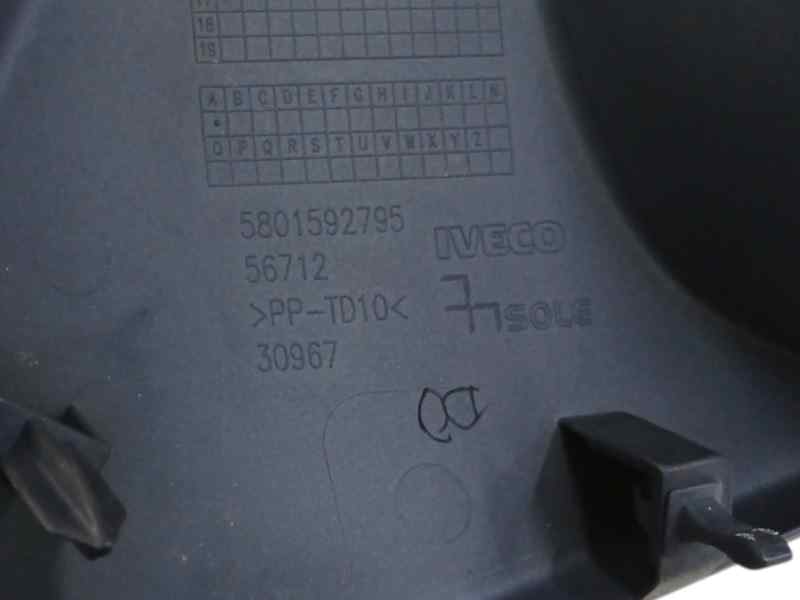 18
19
A B C D E F G H I J K L N
O P Q R S T U V W X Y Z
5801592795
IVECO
56712
>PP-TD10<
SOLE
30967